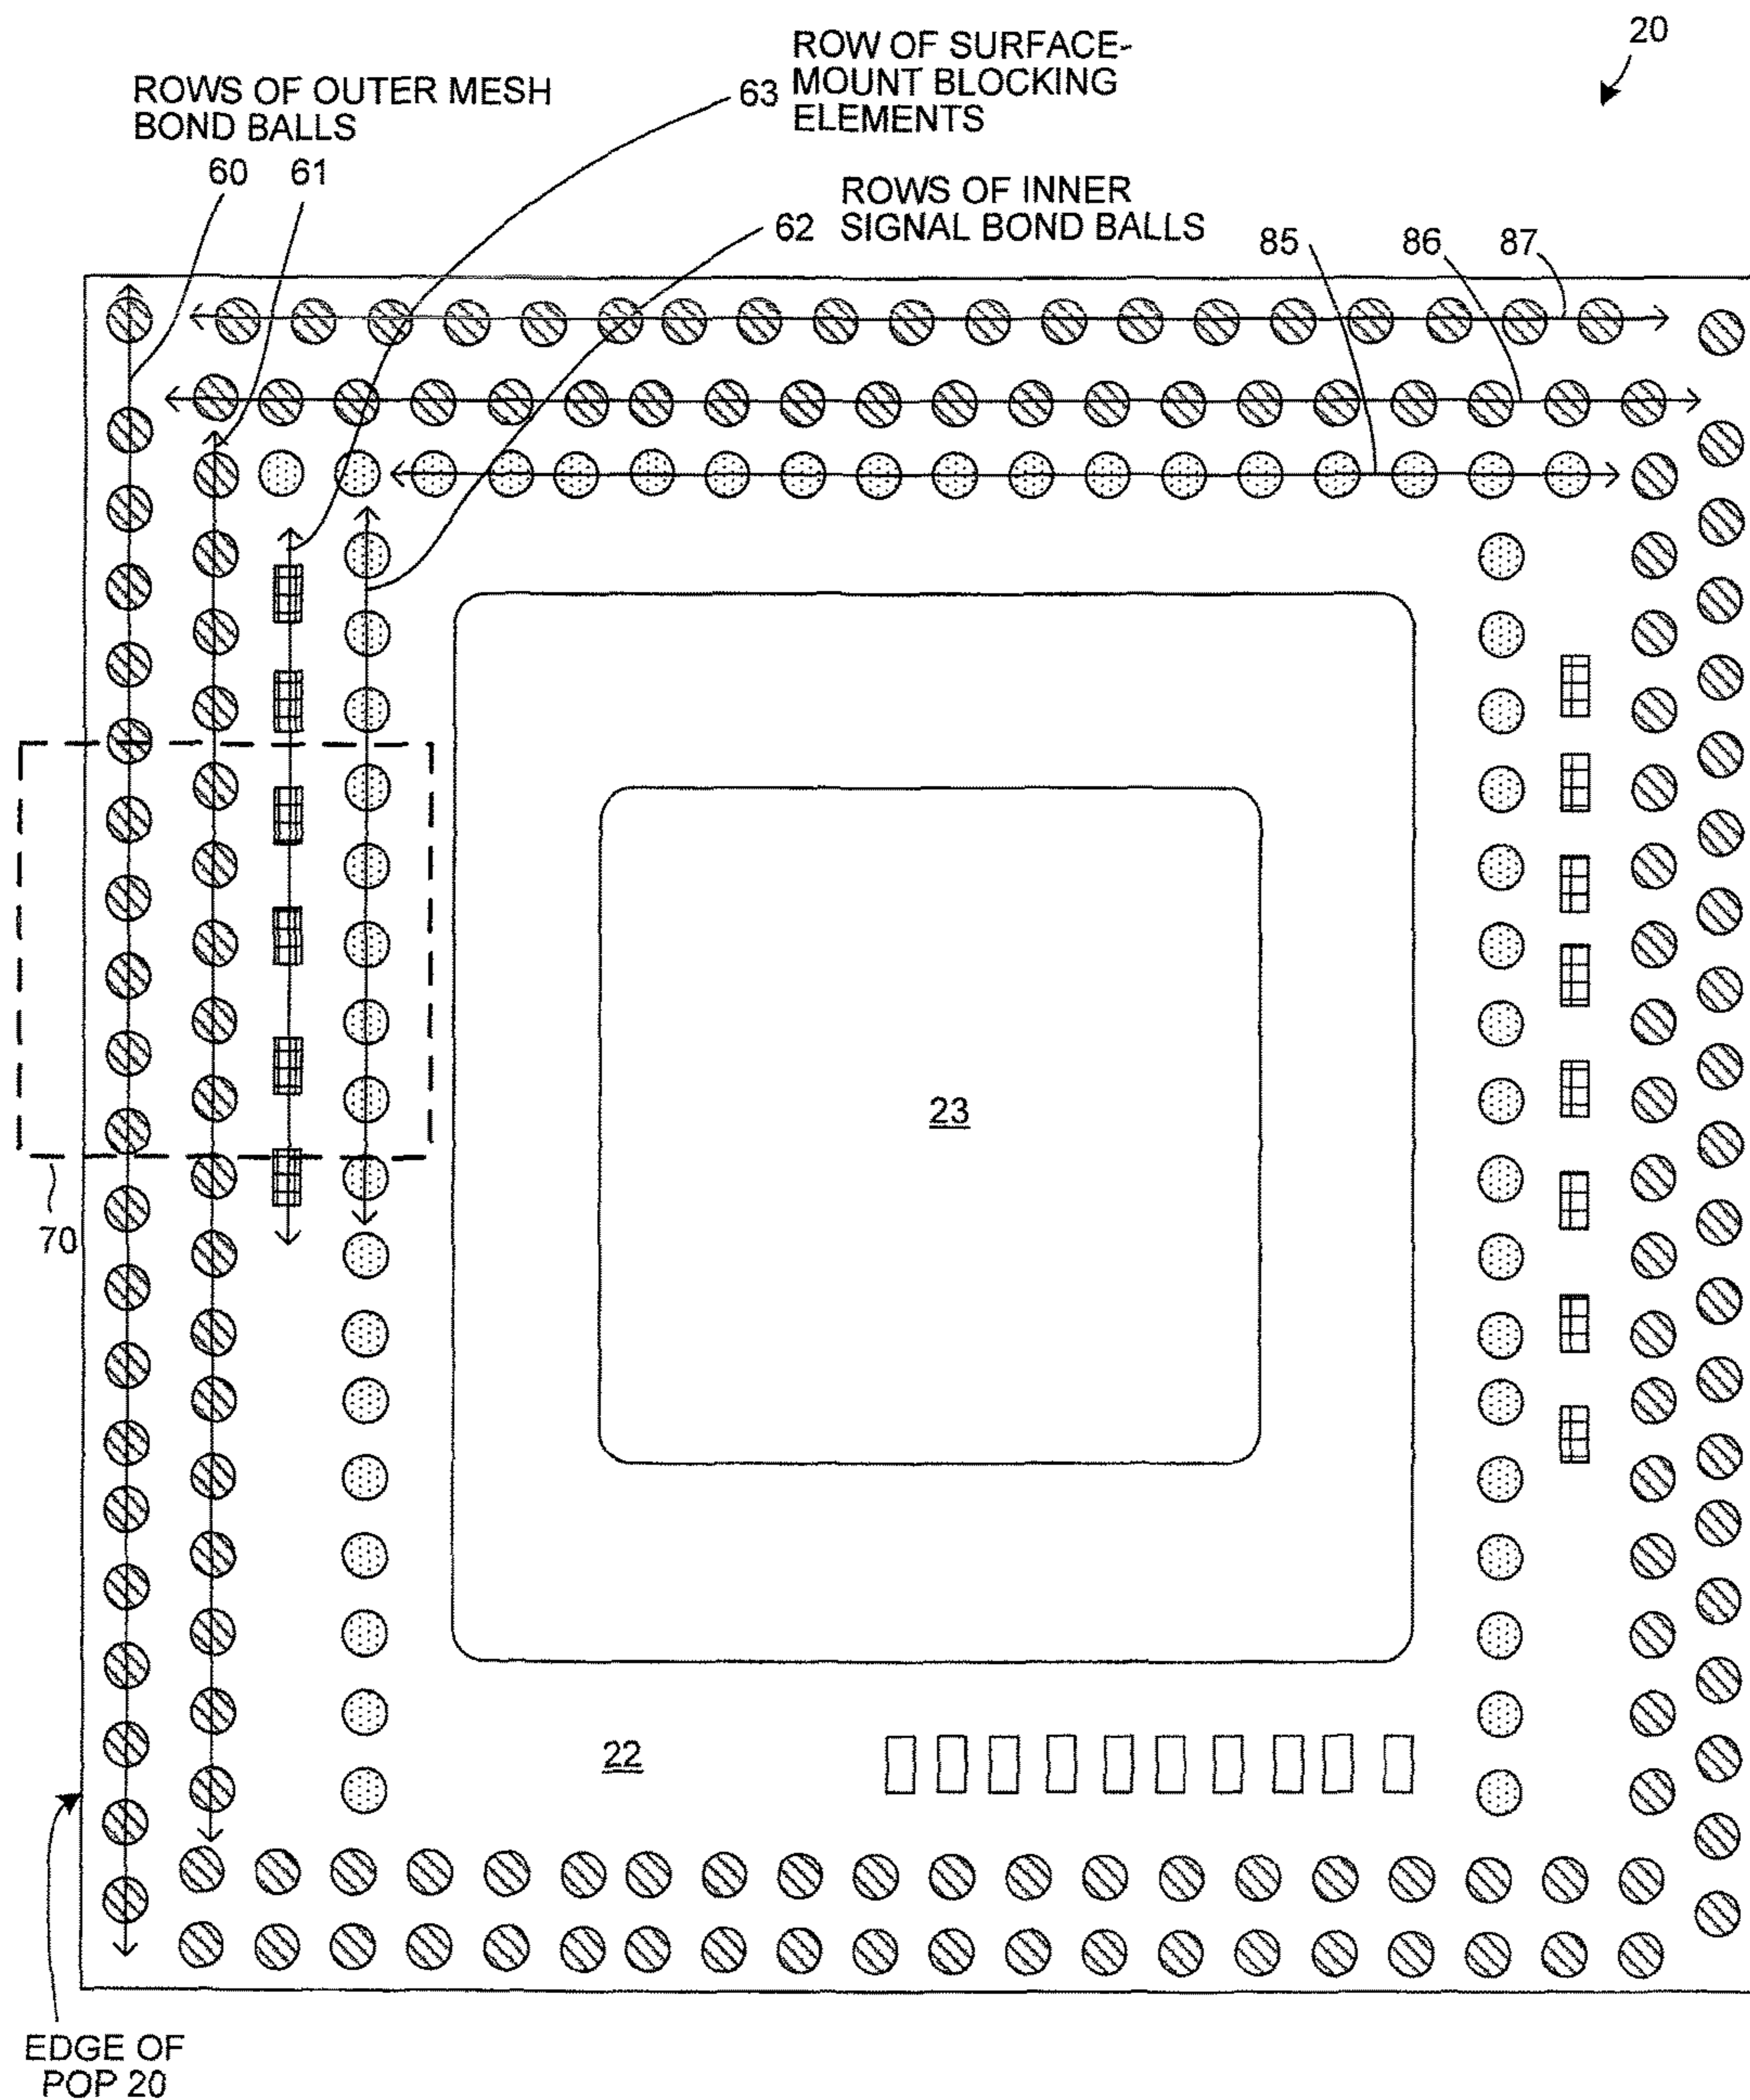 20
ROW OF SURFACE-
63 MOUNT BLOCKING
ELEMENTS
ROWS OF OUTER MESH
BOND BALLS
60 61
ROWS OF INNER
62 SIGNAL BOND BALLS
85 86 87
23
70
22
EDGE OF
POP 20